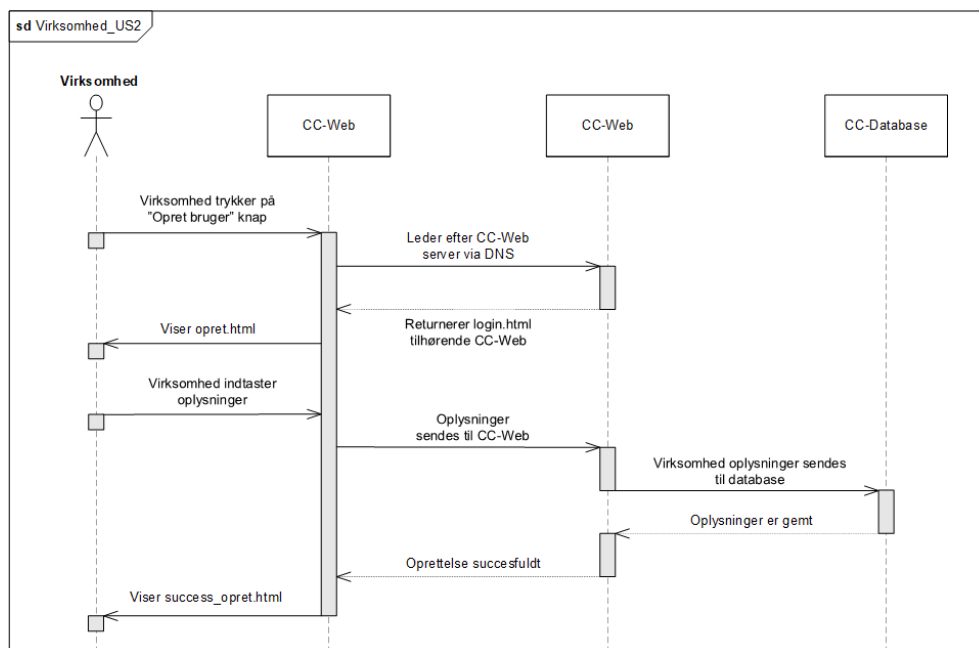 sd Virksomhed_US2
Virksomhed
CC-Web
CC-Web
CC-Database
Virksomhed trykker på
"Opret bruger" knap
Leder efter CC-Web
server via DNS
Returnerer login.html
tilhørende CC-Web
Viser opret.html
Virksomhed indtaster
oplysninger
Oplysninger
sendes til CC-Web
Virksomhed oplysninger sendes
til database
Oplysninger er gemt
Oprettelse succesfuldt
Viser success_opret.html